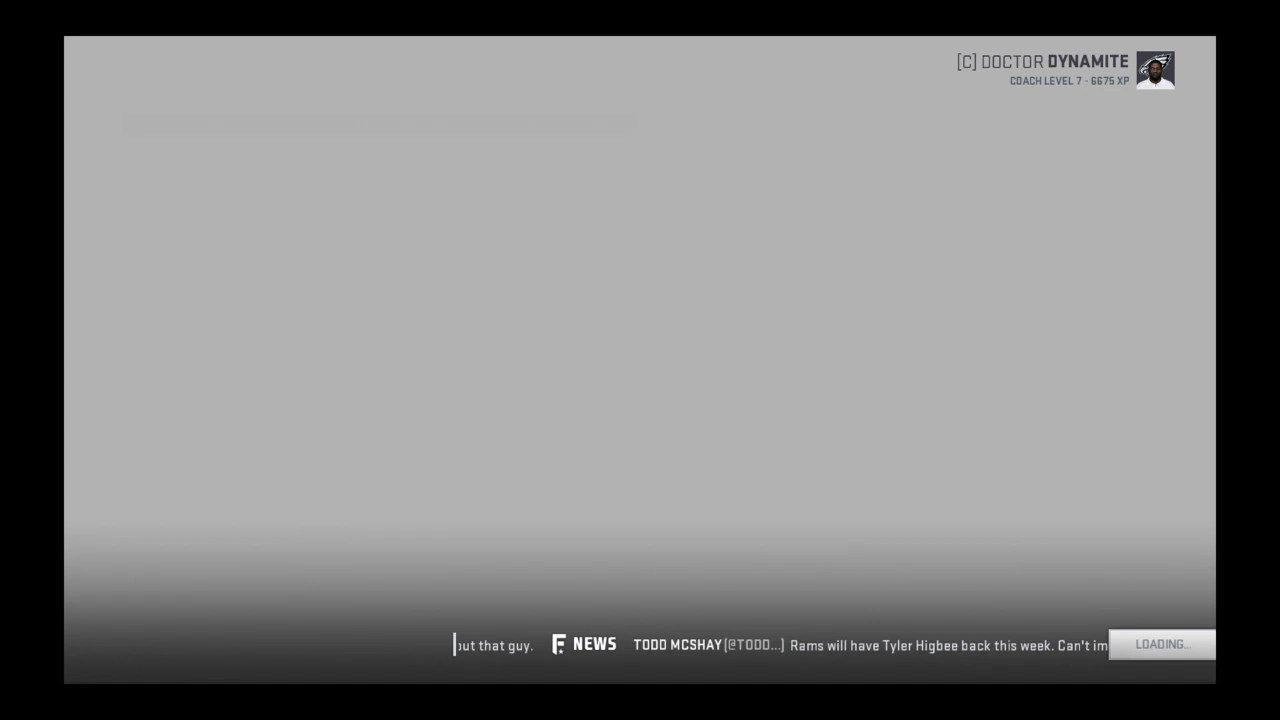 [C] DOCTOR DYNAMITE
COACH LEVEL 7 - 6675 XP
out that guy. F NEWS TODD MCSHAY (@TODD...) Rams will have Tyler Higbee back this week. Can't im LOADING...